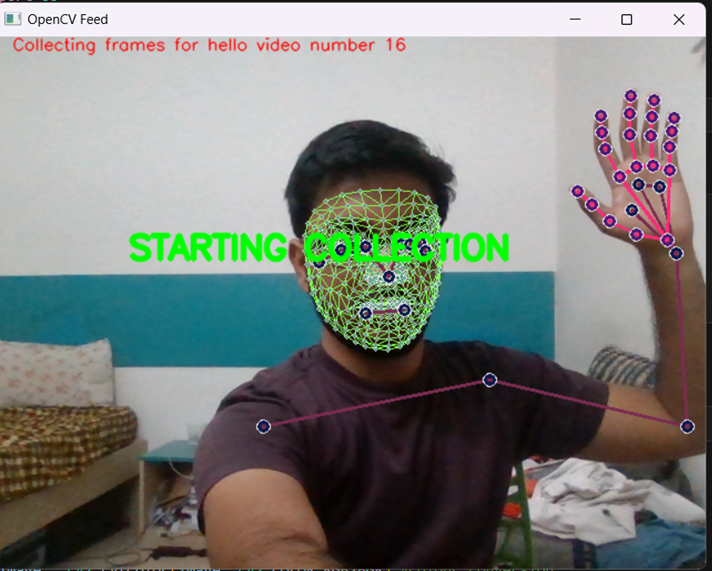 OpenCV Feed
Collecting frames for hello video number 16
STARTING COLLECTION